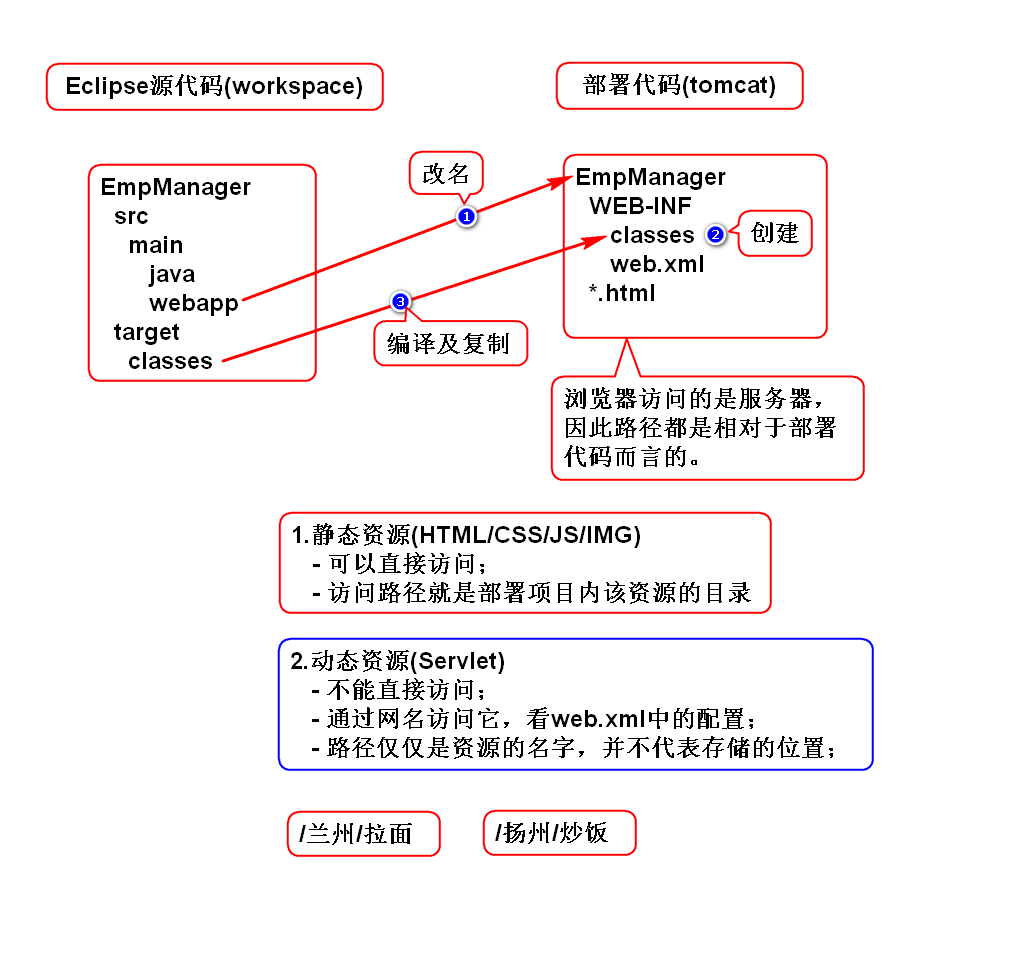 Eclipse源代码(workspace)
部署代码(tomcat)
EmpManager
src
main
java
webapp
target
classes
改名
1
EmpManager
WEB-INF
classes
web.xml
*.html
2
创建
3
编译及复制
浏览器访问的是服务器，
因此路径都是相对于部署
代码而言的。
1.静态资源(HTML/CSS/JS/IMG)
- 可以直接访问；
- 访问路径就是部署项目内该资源的目录
2.动态资源(Servlet)
- 不能直接访问；
- 通过网名访问它，看web.xml中的配置；
- 路径仅仅是资源的名字，并不代表存储的位置；
/兰州/拉面
/扬州/炒饭